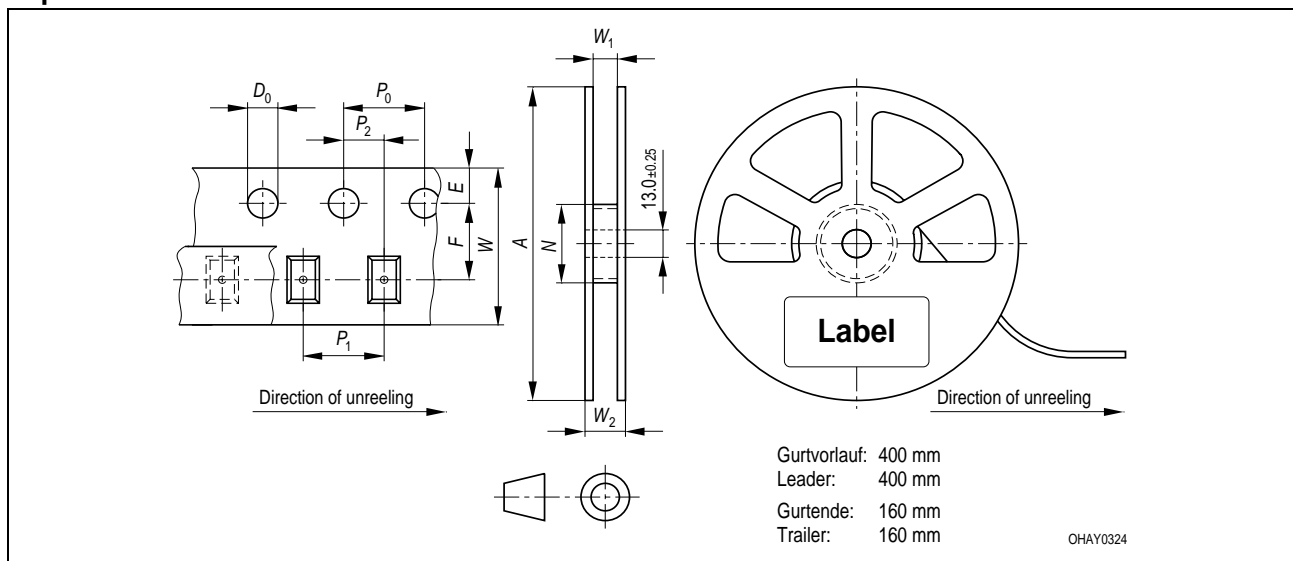 W₁
D₀
P₀
P₂
E
F
W
P₁
Direction of unreeling
A
N
13.0±0.25
W₂
Label
Direction of unreeling
Gurtvorlauf: 400 mm
Leader: 400 mm
Gurtende: 160 mm
Trailer: 160 mm
OHAY0324